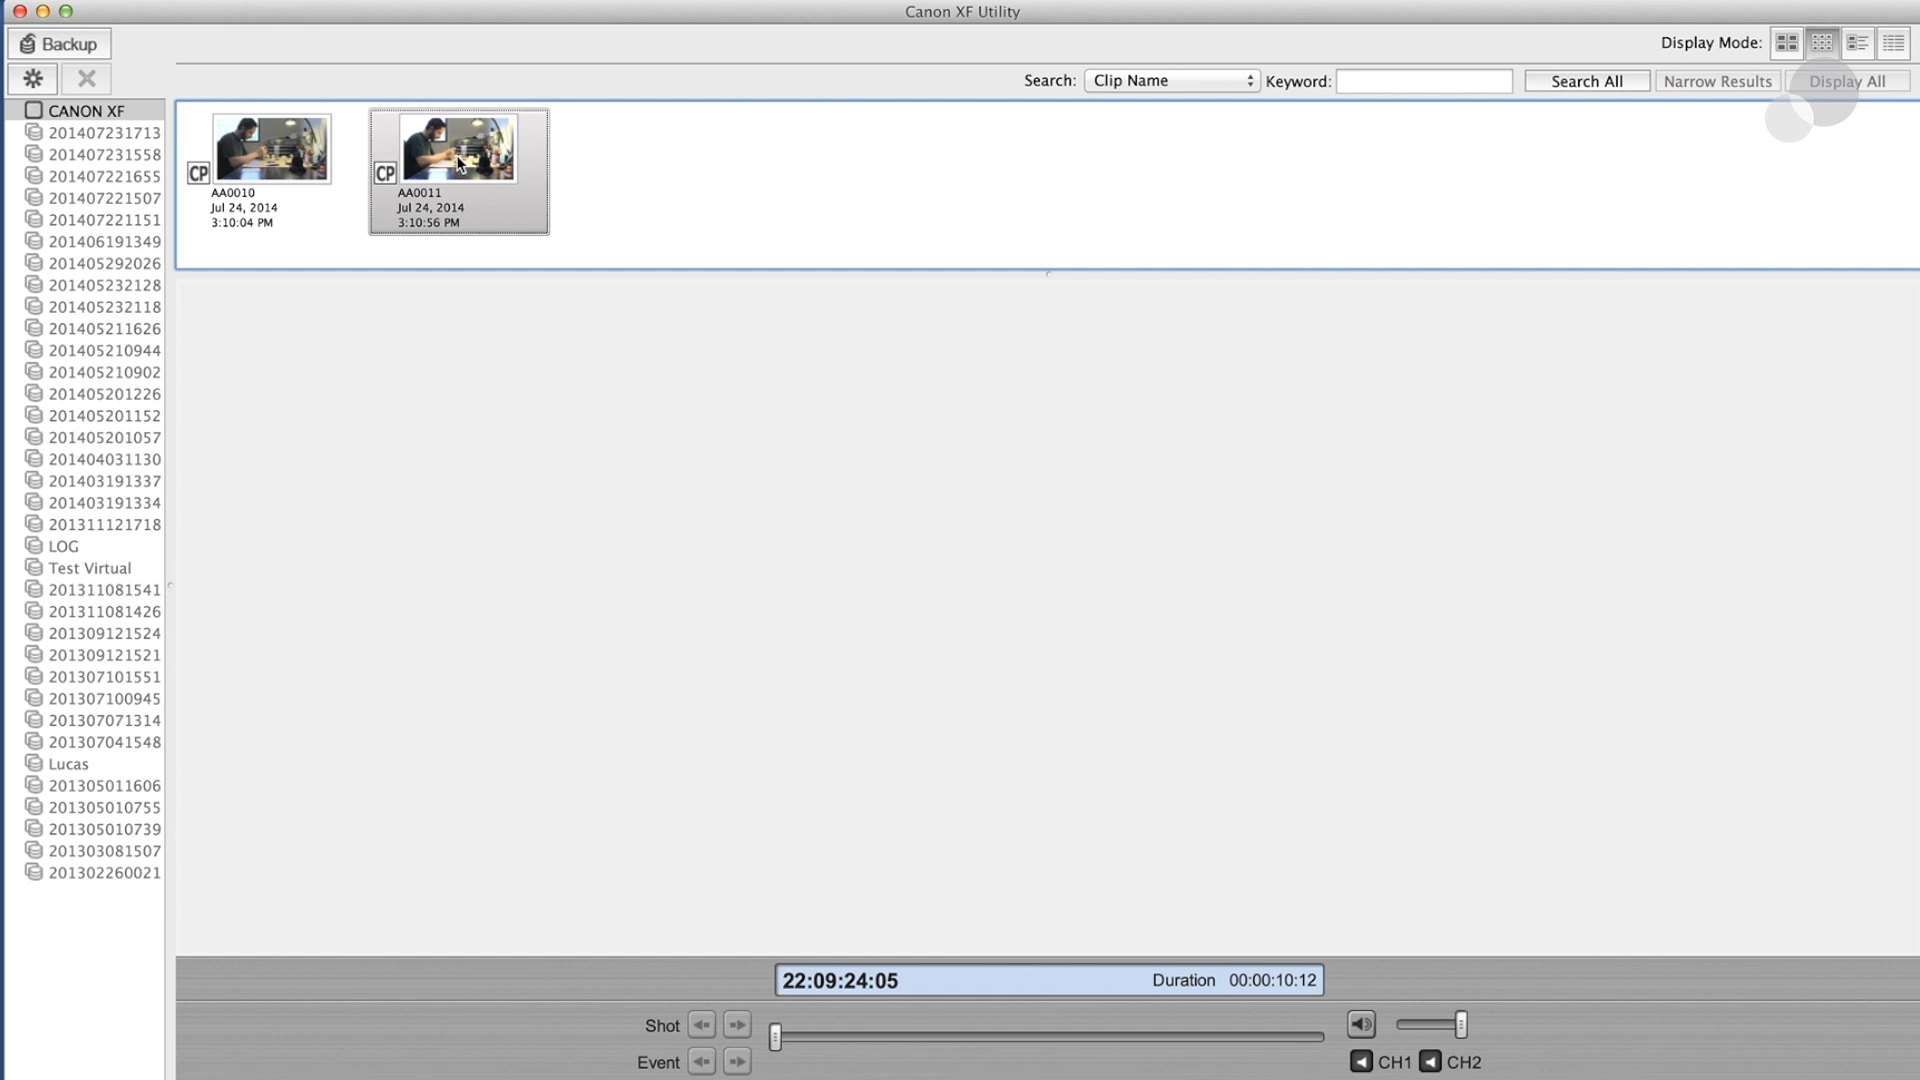 Canon XF Utility
Backup
Display Mode:
Search: Clip Name Keyword: Search All Narrow Results Display All
CANON XF
201407231713
201407231558
201407221655
201407221507
201407221151
201406191349
201405292026
201405232128
201405232118
201405211626
201405210944
201405210902
201405201226
201405201152
201405201057
201404031130
201403191337
201403191334
201311121718
LOG
Test Virtual
201311081541
201311081426
201309121524
201309121521
201307101551
201307100945
201307071314
201307041548
Lucas
201305011606
201305010755
201305010739
201303081507
201302260021
CP
AA0010
Jul 24, 2014
3:10:04 PM
CP
AA0011
Jul 24, 2014
3:10:56 PM
22:09:24:05 Duration 00:00:10:12
Shot
Event
CH1 CH2